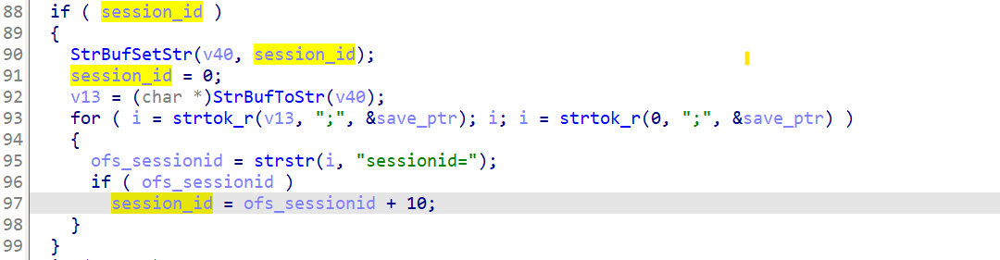 88 if ( session_id )
89 {
90 StrBufSetStr(v40, session_id);
91 session_id = 0;
92 v13 = (char *)StrBufToStr(v40);
93 for ( i = strtok_r(v13, ";", &save_ptr); i; i = strtok_r(0, ";", &save_ptr) )
94 {
95 ofs_sessionid = strstr(i, "sessionid=");
96 if ( ofs_sessionid )
97 session_id = ofs_sessionid + 10;
98 }
99 }